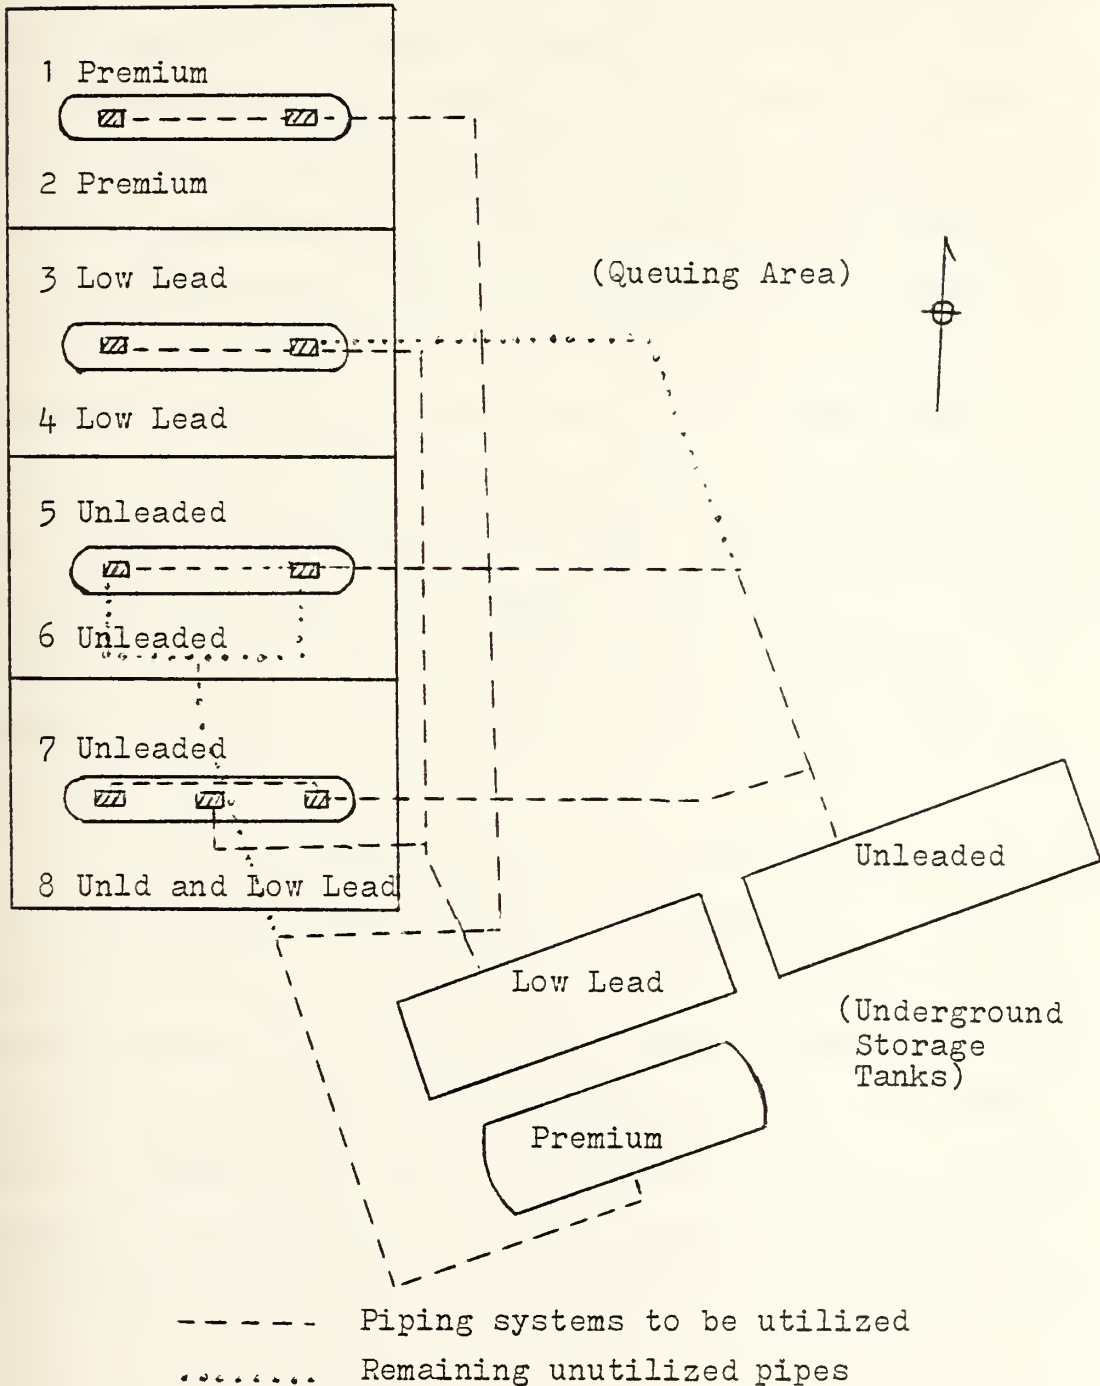 1 Premium
2 Premium
3 Low Lead
(Queuing Area)
4 Low Lead
5 Unleaded
6 Unleaded
7 Unleaded
8 Unld and Low Lead
Unleaded
Low Lead
(Underground
Storage
Tanks)
Premium
Piping systems to be utilized
Remaining unutilized pipes